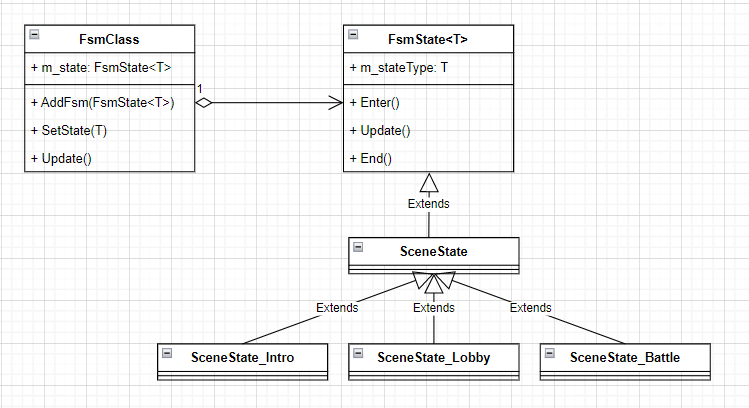 FsmClass
+ m_state: FsmState<T>
+ AddFsm(FsmState<T>)
+ SetState(T)
+ Update()
1
FsmState<T>
+ m_stateType: T
+ Enter()
+ Update()
+ End()
Extends
SceneState
Extends
Extends
Extends
SceneState_Intro
SceneState_Lobby
SceneState_Battle